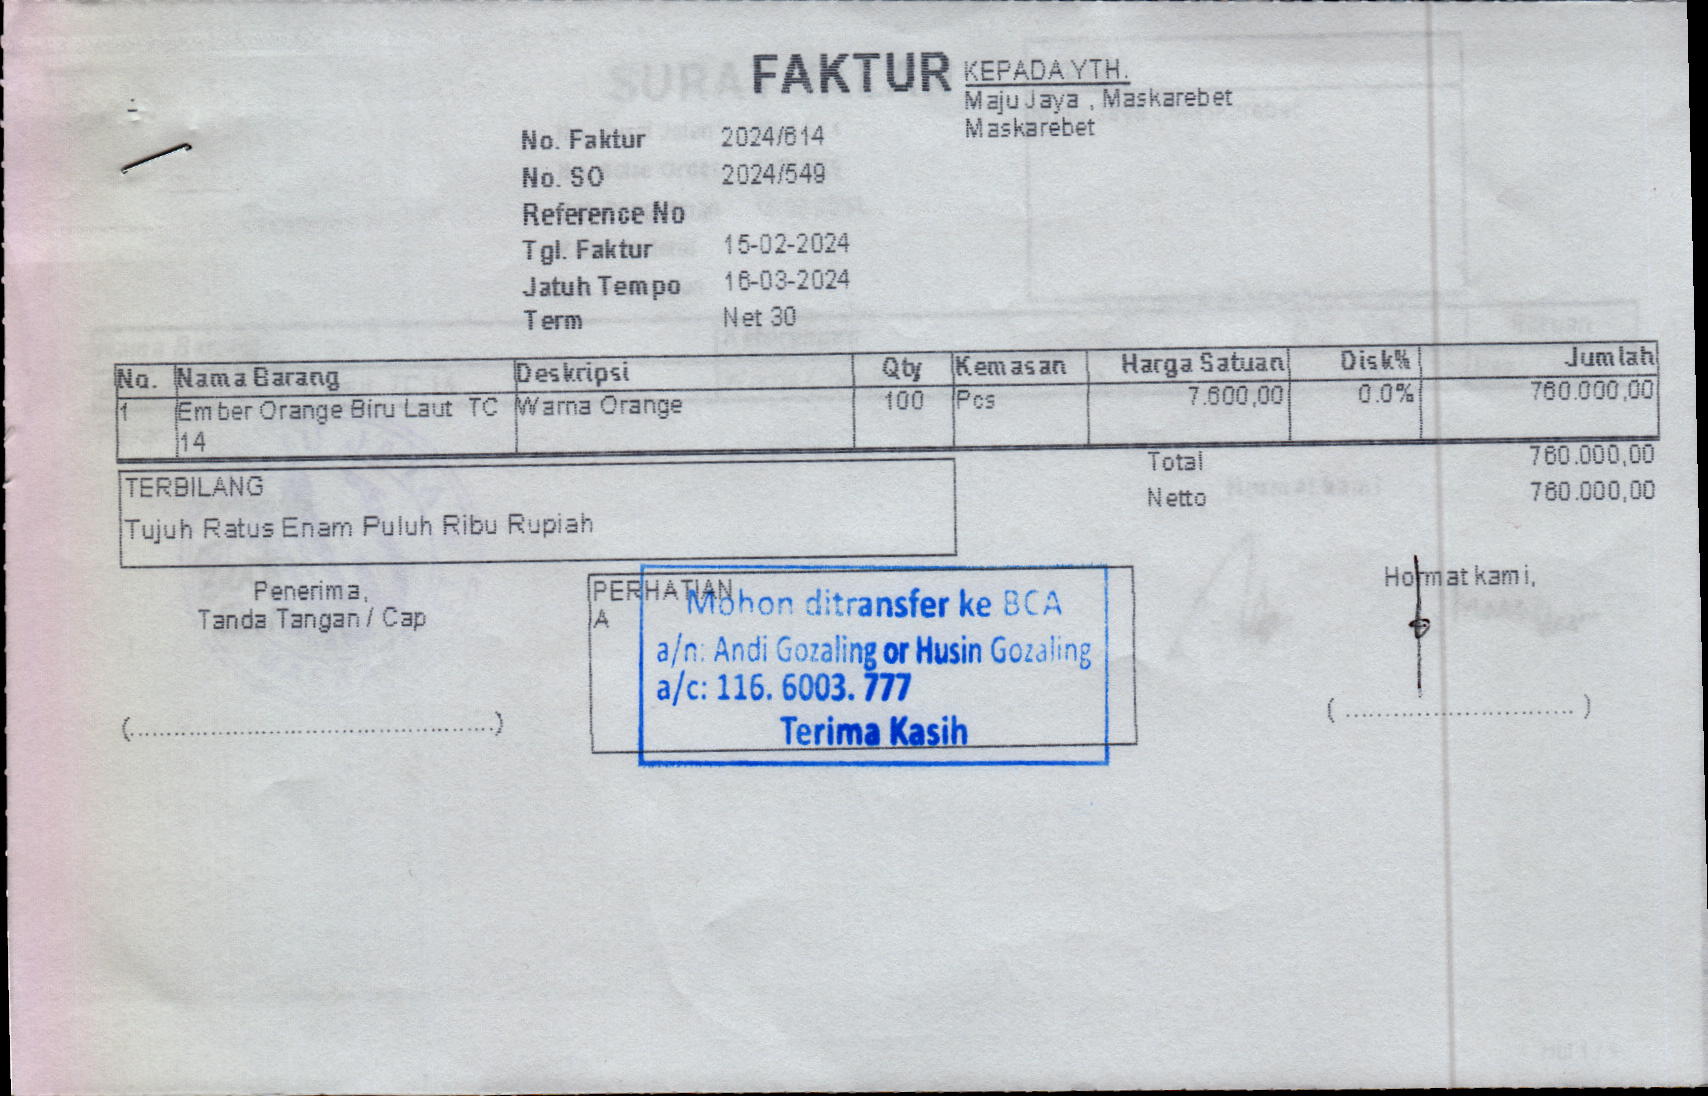 FAKTUR
KEPADA YTH.
Maju Jaya , Maskarebet
Maskarebet
No. Faktur 2024/614
No. SO 2024/549
Reference No
Tgl. Faktur 15-02-2024
Jatuh Tempo 16-03-2024
Term Net 30
No. Nama Barang Deskripsi Qty Kemasan Harga Satuan Disk% Jumlah
1 Ember Orange Biru Laut TC 14 Warna Orange 100 Pcs 7.600,00 0.0% 760.000,00
Total 760.000,00
Netto 760.000,00
TERBILANG
Tujuh Ratus Enam Puluh Ribu Rupiah
Penerima,
Tanda Tangan / Cap
(............................................)
PERHATIAN
A
Mohon ditransfer ke BCA
a/n: Andi Gozaling or Husin Gozaling
a/c: 116. 6003. 777
Terima Kasih
Hormat kami,
( ............................ )